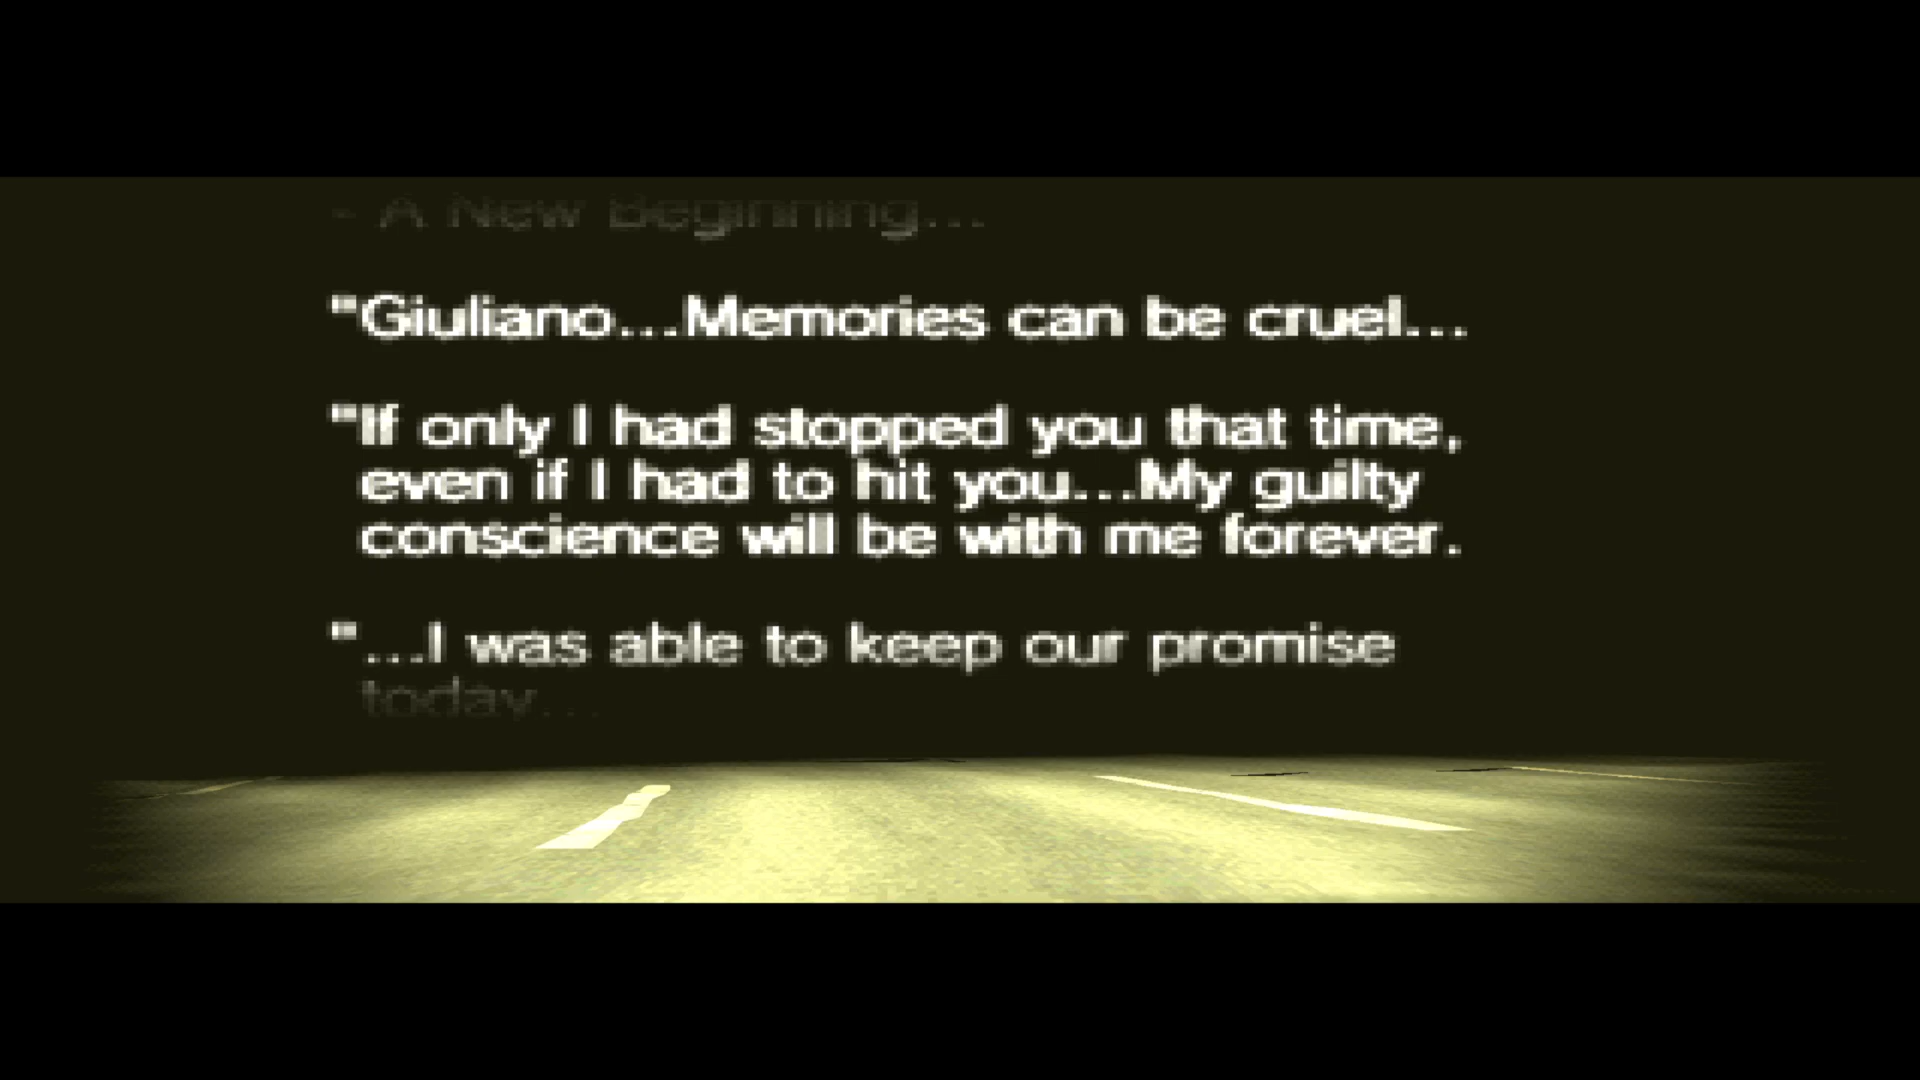 - A New Beginning...
"Giuliano...Memories can be cruel...
"If only I had stopped you that time,
even if I had to hit you...My guilty
conscience will be with me forever.
"...I was able to keep our promise
today...